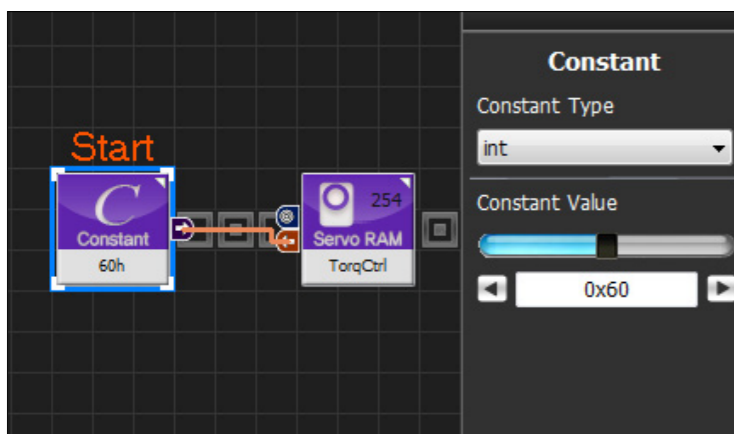 Start
C
Constant
60h
254
Servo RAM
TorqCtrl
Constant
Constant Type
int
Constant Value
0x60